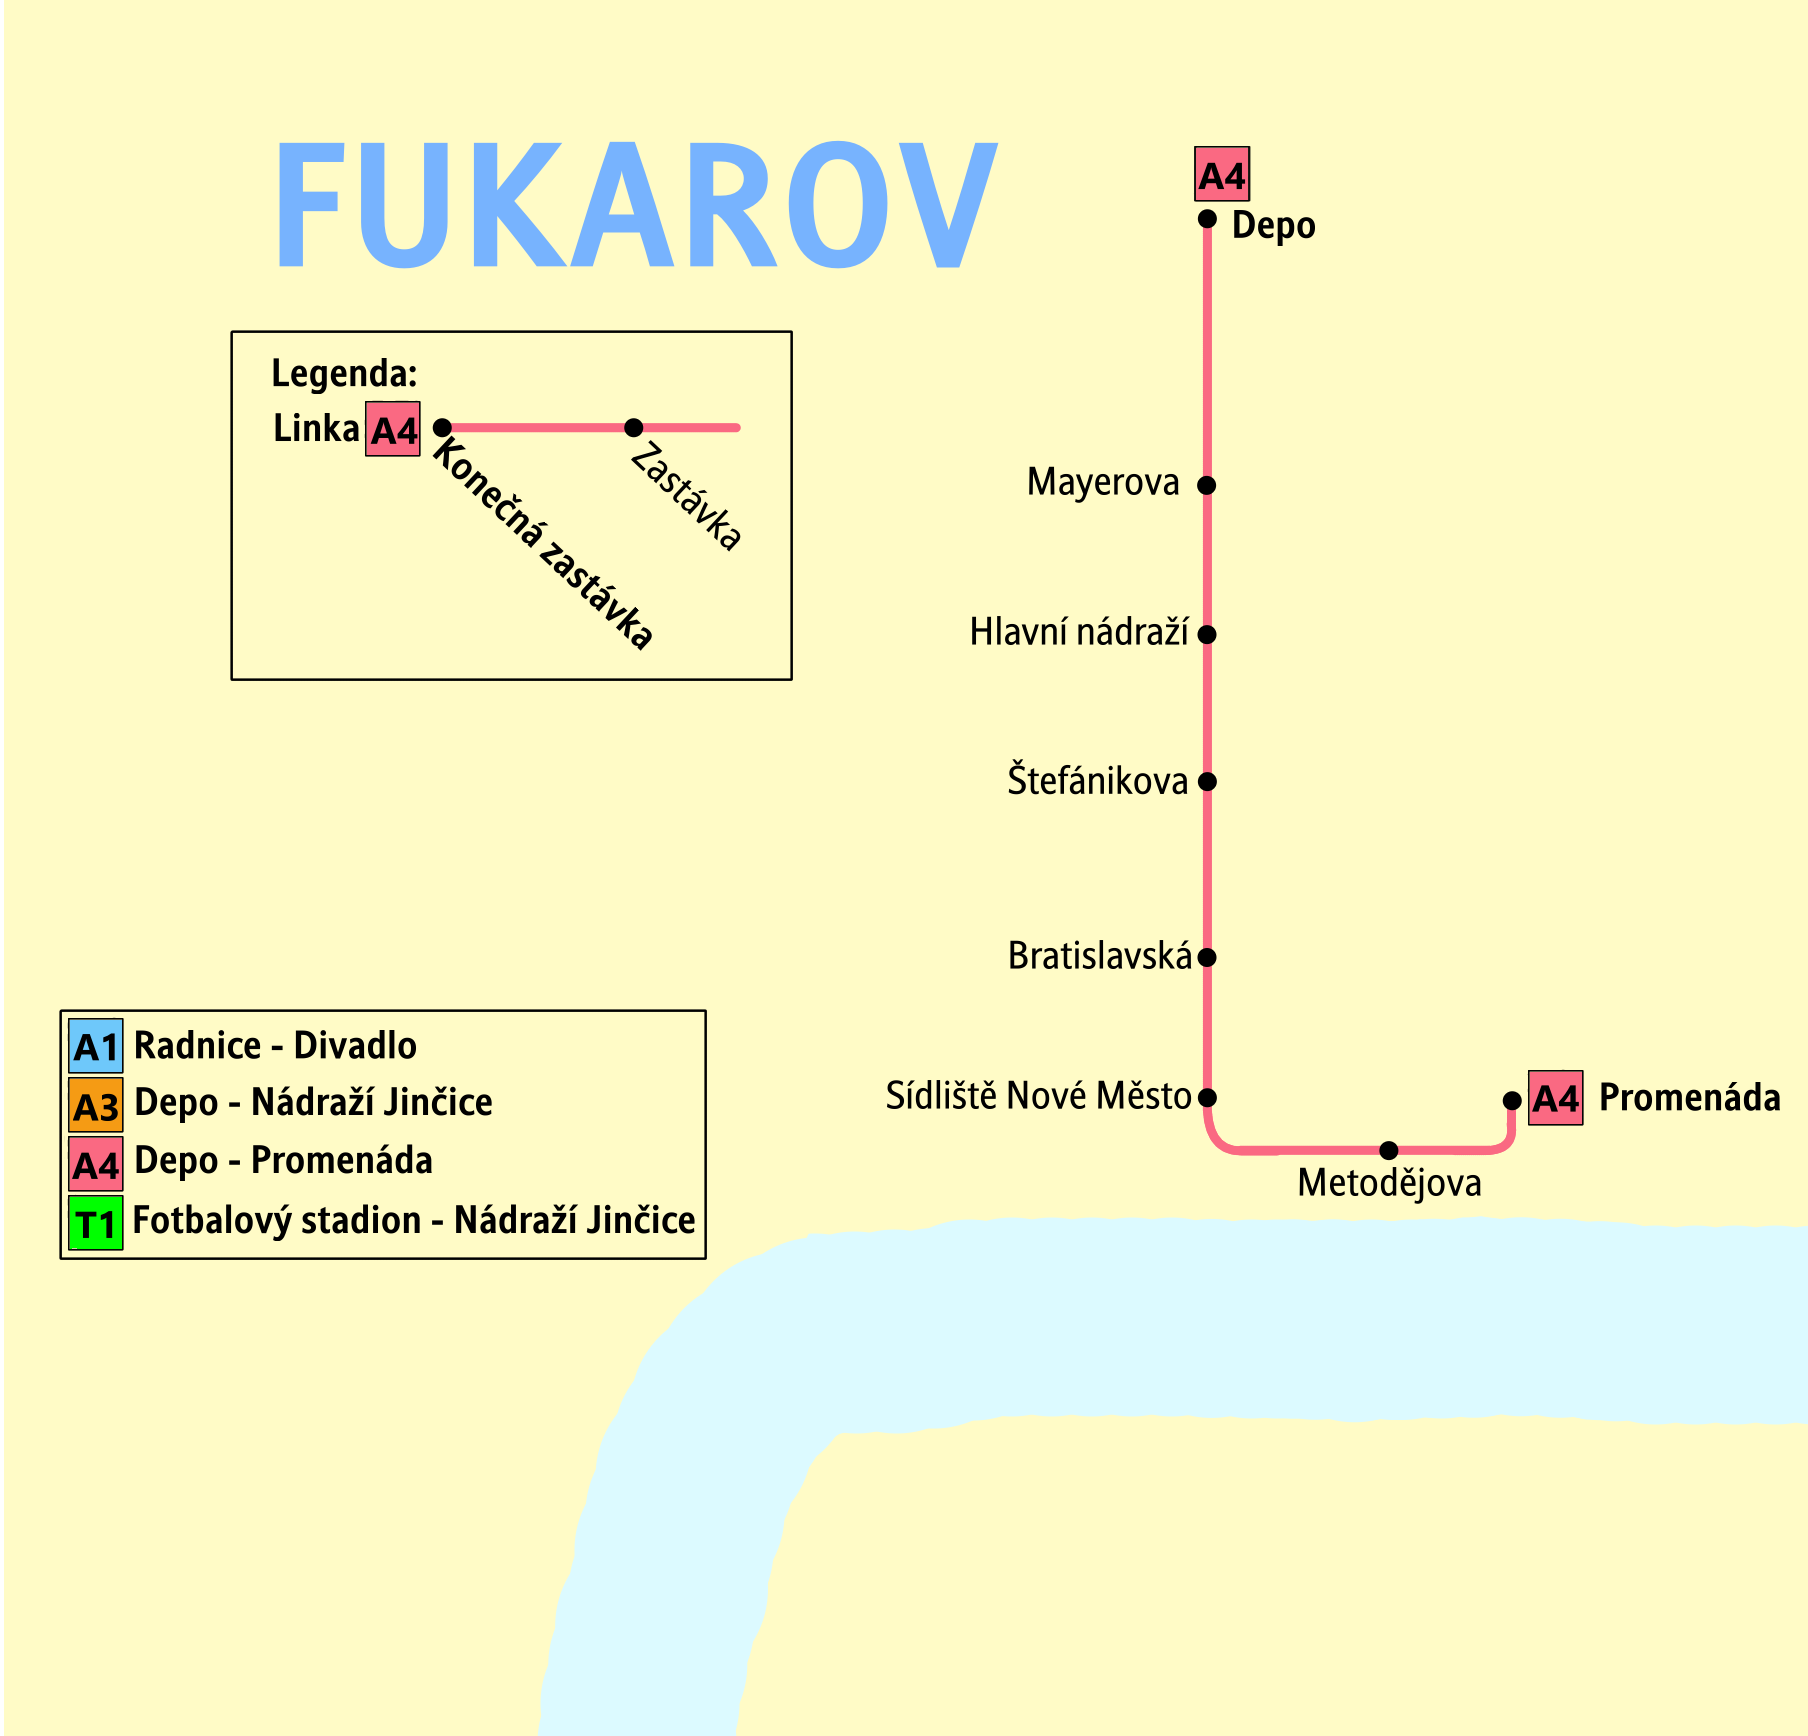 FUKAROV
A4
Depo
Legenda:
Linka A4
Konečná zastávka
Zastávka
Mayerova
Hlavní nádraží
Štefánikova
Bratislavská
Sídliště Nové Město
A4 Promenáda
Metodějova
A1 Radnice - Divadlo
A3 Depo - Nádraží Jinčice
A4 Depo - Promenáda
T1 Fotbalový stadion - Nádraží Jinčice